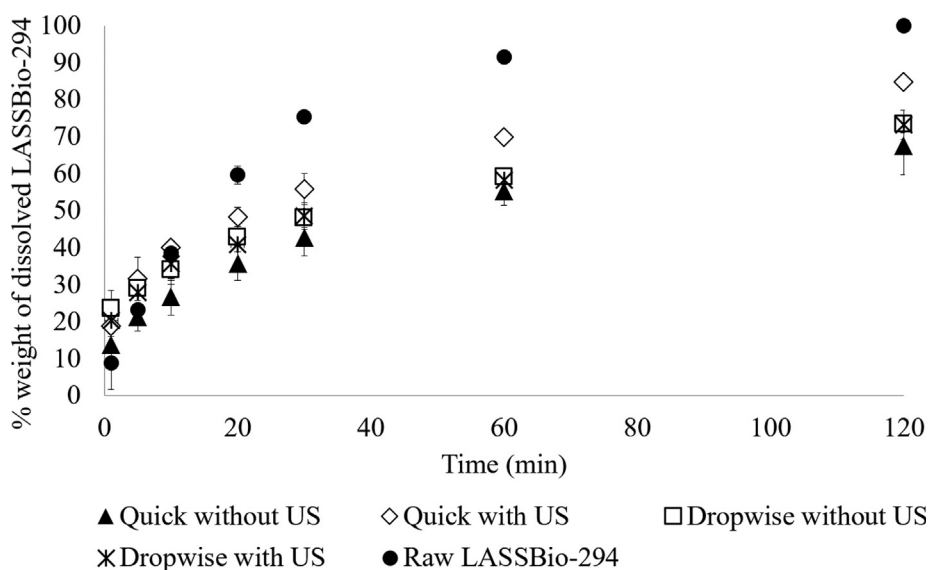 % weight of dissolved LASSBio-294
100
90
80
70
60
50
40
30
20
10
0
0 20 40 60 80 100 120
Time (min)
Quick without US Quick with US Dropwise without US
Dropwise with US Raw LASSBio-294